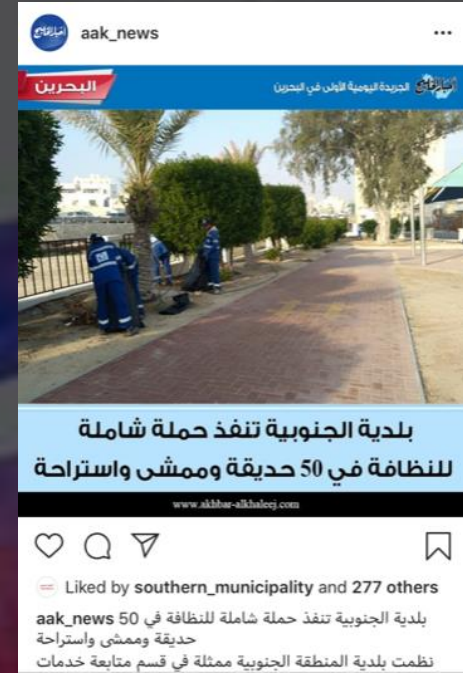 aak_news
البحرين
أخبار الخليج الجريدة اليومية الأولى في البحرين
بلدية الجنوبية تنفذ حملة شاملة
للنظافة في 50 حديقة وممشى واستراحة
www.akhbar-alkhaleej.com
Liked by southern_municipality and 277 others
aak_news بلدية الجنوبية تنفذ حملة شاملة للنظافة في 50
حديقة وممشى واستراحة
نظمت بلدية المنطقة الجنوبية ممثلة في قسم متابعة خدمات